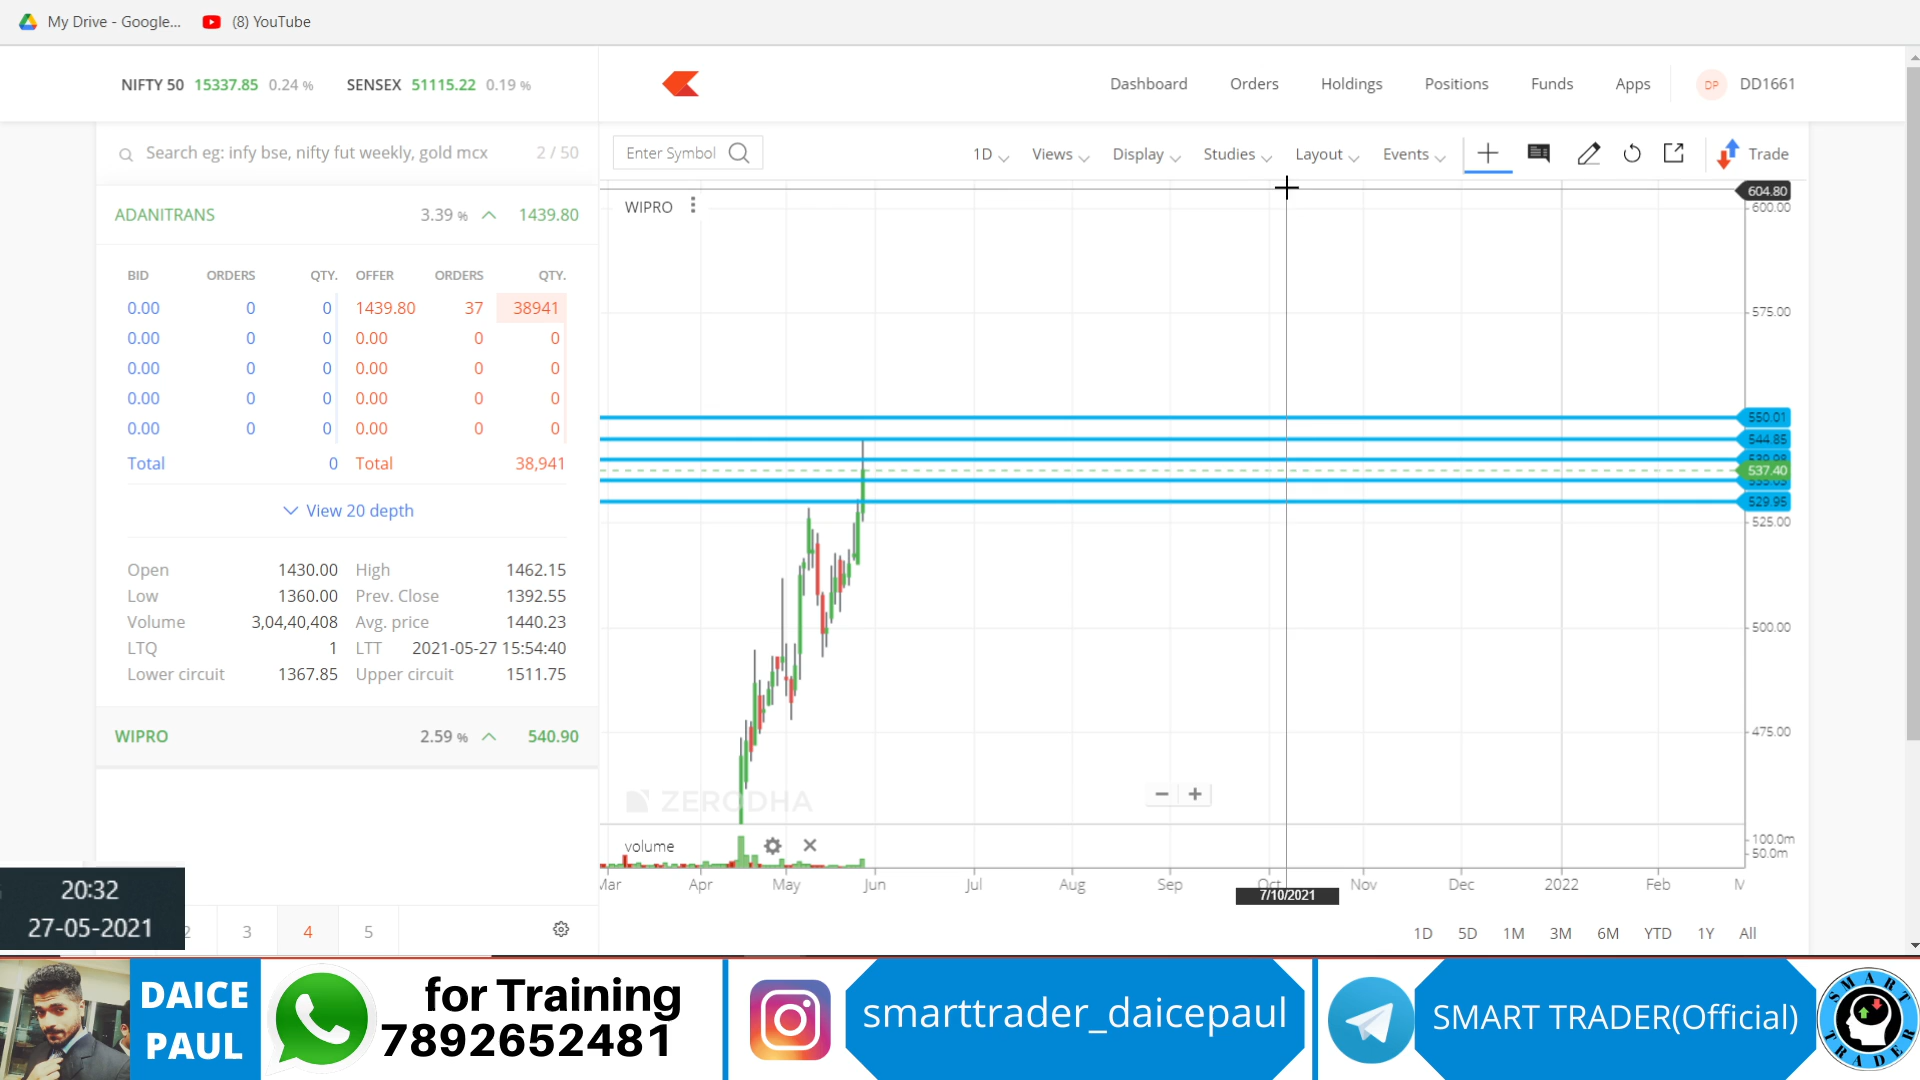 My Drive - Google...
(8) YouTube
NIFTY 50 15337.85 0.24 %
SENSEX 51115.22 0.19 %
Dashboard
Orders
Holdings
Positions
Funds
Apps
DP
DD1661
Search eg: infy bse, nifty fut weekly, gold mcx 2 / 50
Enter Symbol
1D
Views
Display
Studies
Layout
Events
Trade
ADANITRANS 3.39 % 1439.80
BID ORDERS QTY. OFFER ORDERS QTY.
0.00 0 0 1439.80 37 38941
0.00 0 0 0.00 0 0
0.00 0 0 0.00 0 0
0.00 0 0 0.00 0 0
0.00 0 0 0.00 0 0
Total 0 Total 38,941
View 20 depth
Open 1430.00 High 1462.15
Low 1360.00 Prev. Close 1392.55
Volume 3,04,40,408 Avg. price 1440.23
LTQ 1 LTT 2021-05-27 15:54:40
Lower circuit 1367.85 Upper circuit 1511.75
WIPRO 2.59 % 540.90
2 3 4 5
20:32
27-05-2021
WIPRO
604.80
600.00
575.00
550.01
544.85
537.40
529.95
525.00
500.00
475.00
ZERODHA
volume
100.0m
50.0m
Mar Apr May Jun Jul Aug Sep Oct Nov Dec 2022 Feb M
7/10/2021
1D 5D 1M 3M 6M YTD 1Y All
DAICE
PAUL
for Training
7892652481
smarttrader_daicepaul
SMART TRADER(Official)
SMART
TRADER